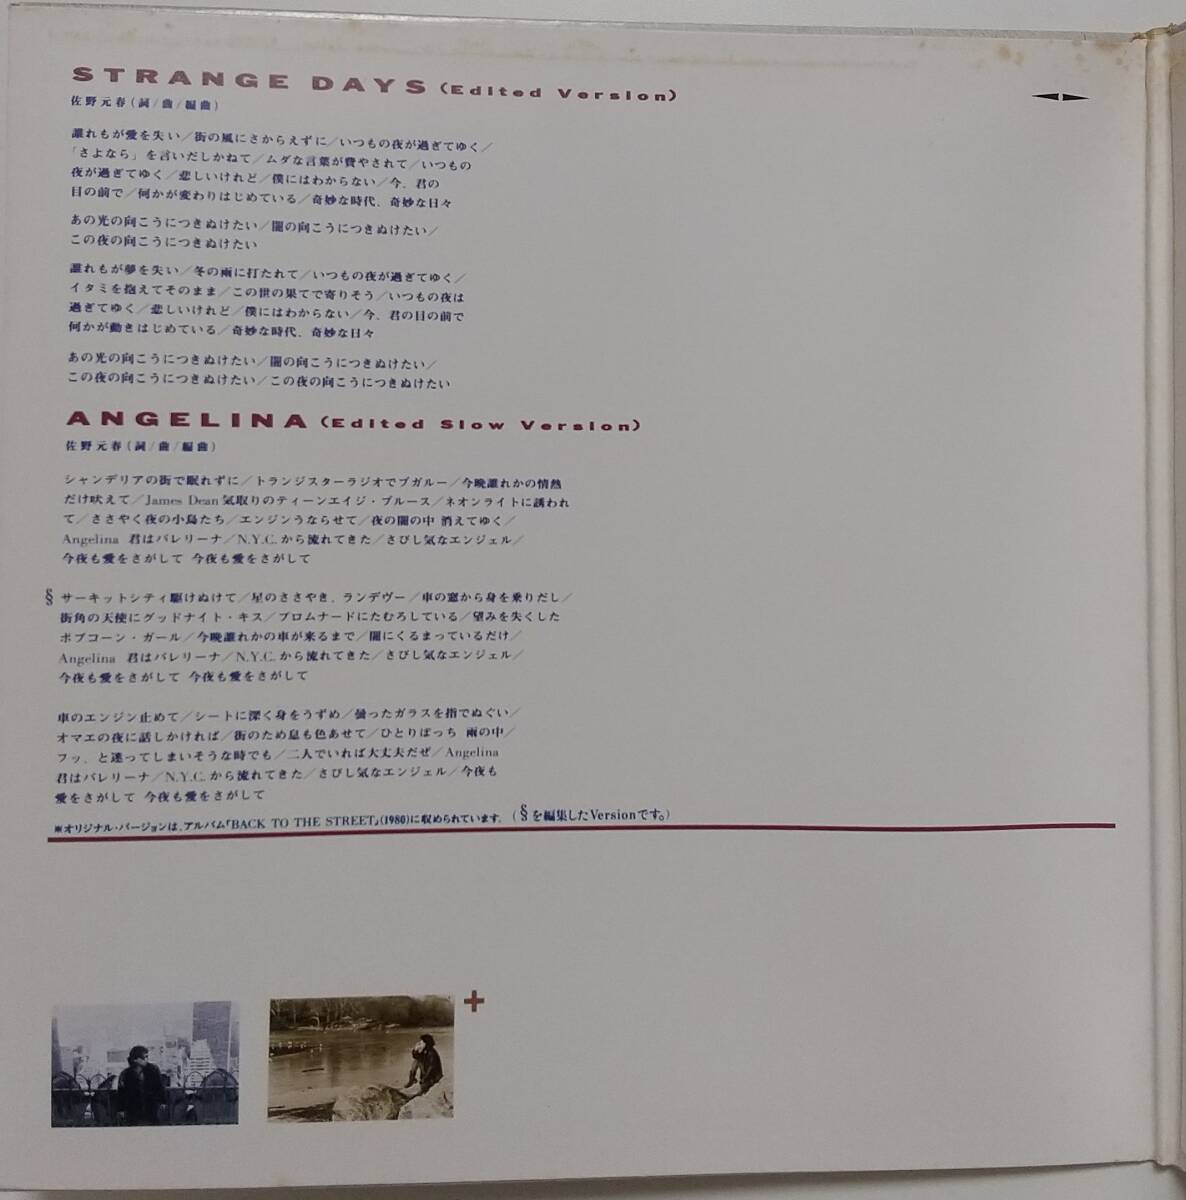 STRANGE DAYS (Edited Version)
佐野元春(詞/曲/編曲)
誰れもが愛を失い/街の風にさからえずに/いつもの夜が過ぎてゆく/
「さよなら」を言いだしかねて/ムダな言葉が費やされて/いつもの
夜が過ぎてゆく/悲しいけれど/僕にはわからない/今、君の
目の前で/何かが変わりはじめている/奇妙な時代、奇妙な日々
あの光の向こうにつきぬけたい/闇の向こうにつきぬけたい/
この夜の向こうにつきぬけたい
誰れもが夢を失い/冬の雨に打たれて/いつもの夜が過ぎてゆく/
イタミを抱えてそのまま/この世の果てで寄りそう/いつもの夜は
過ぎてゆく/悲しいけれど/僕にはわからない/今、君の目の前で
何かが動きはじめている/奇妙な時代、奇妙な日々
あの光の向こうにつきぬけたい/闇の向こうにつきぬけたい/
この夜の向こうにつきぬけたい/この夜の向こうにつきぬけたい
ANGELINA (Edited Slow Version)
佐野元春(詞/曲/編曲)
シャンデリアの街で眠れずに/トランジスターラジオでブガルー/今晩誰れかの情熱
だけ吠えて/James Dean気取りのティーンエイジ・ブルース/ネオンライトに誘われ
て/ささやく夜の小鳥たち/エンジンうならせて/夜の闇の中 消えてゆく/
Angelina 君はバレリーナ/N.Y.C.から流れてきた/さびし気なエンジェル/
今夜も愛をさがして 今夜も愛をさがして
§ サーキットシティ駆けぬけて/星のささやき、ランデヴー/車の窓から身を乗りだし/
街角の天使にグッドナイト・キス/プロムナードにたむろしている/望みを失くした
ポプコーン・ガール/今晩誰れかの車が来るまで/闇にくるまっているだけ/
Angelina 君はバレリーナ/N.Y.C.から流れてきた/さびし気なエンジェル/
今夜も愛をさがして 今夜も愛をさがして
車のエンジン止めて/シートに深く身をうずめ/曇ったガラスを指でぬぐい/
オマエの夜に話しかければ/街のため息も色あせて/ひとりぼっち 雨の中/
フッ、と迷ってしまいそうな時でも/二人でいれば大丈夫だぜ/Angelina
君はバレリーナ/N.Y.C.から流れてきた/さびし気なエンジェル/今夜も
愛をさがして 今夜も愛をさがして
※オリジナル・バージョンは、アルバム『BACK TO THE STREET』(1980)に収められています。(§を編集したVersionです。)